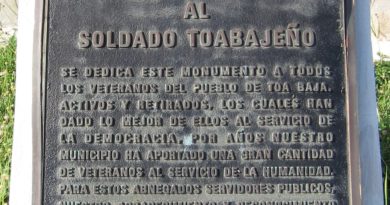 AL
SOLDADO TOABAJEÑO
SE DEDICA ESTE MONUMENTO A TODOS
LOS VETERANOS DEL PUEBLO DE TOA BAJA.
ACTIVOS Y RETIRADOS, LOS CUALES HAN
DADO LO MEJOR DE ELLOS AL SERVICIO DE
LA DEMOCRACIA, POR AÑOS NUESTRO
MUNICIPIO HA APORTADO UNA GRAN CANTIDAD
DE VETERANOS AL SERVICIO DE LA HUMANIDAD.
PARA ESTOS ABNEGADOS SERVIDORES PUBLICOS,